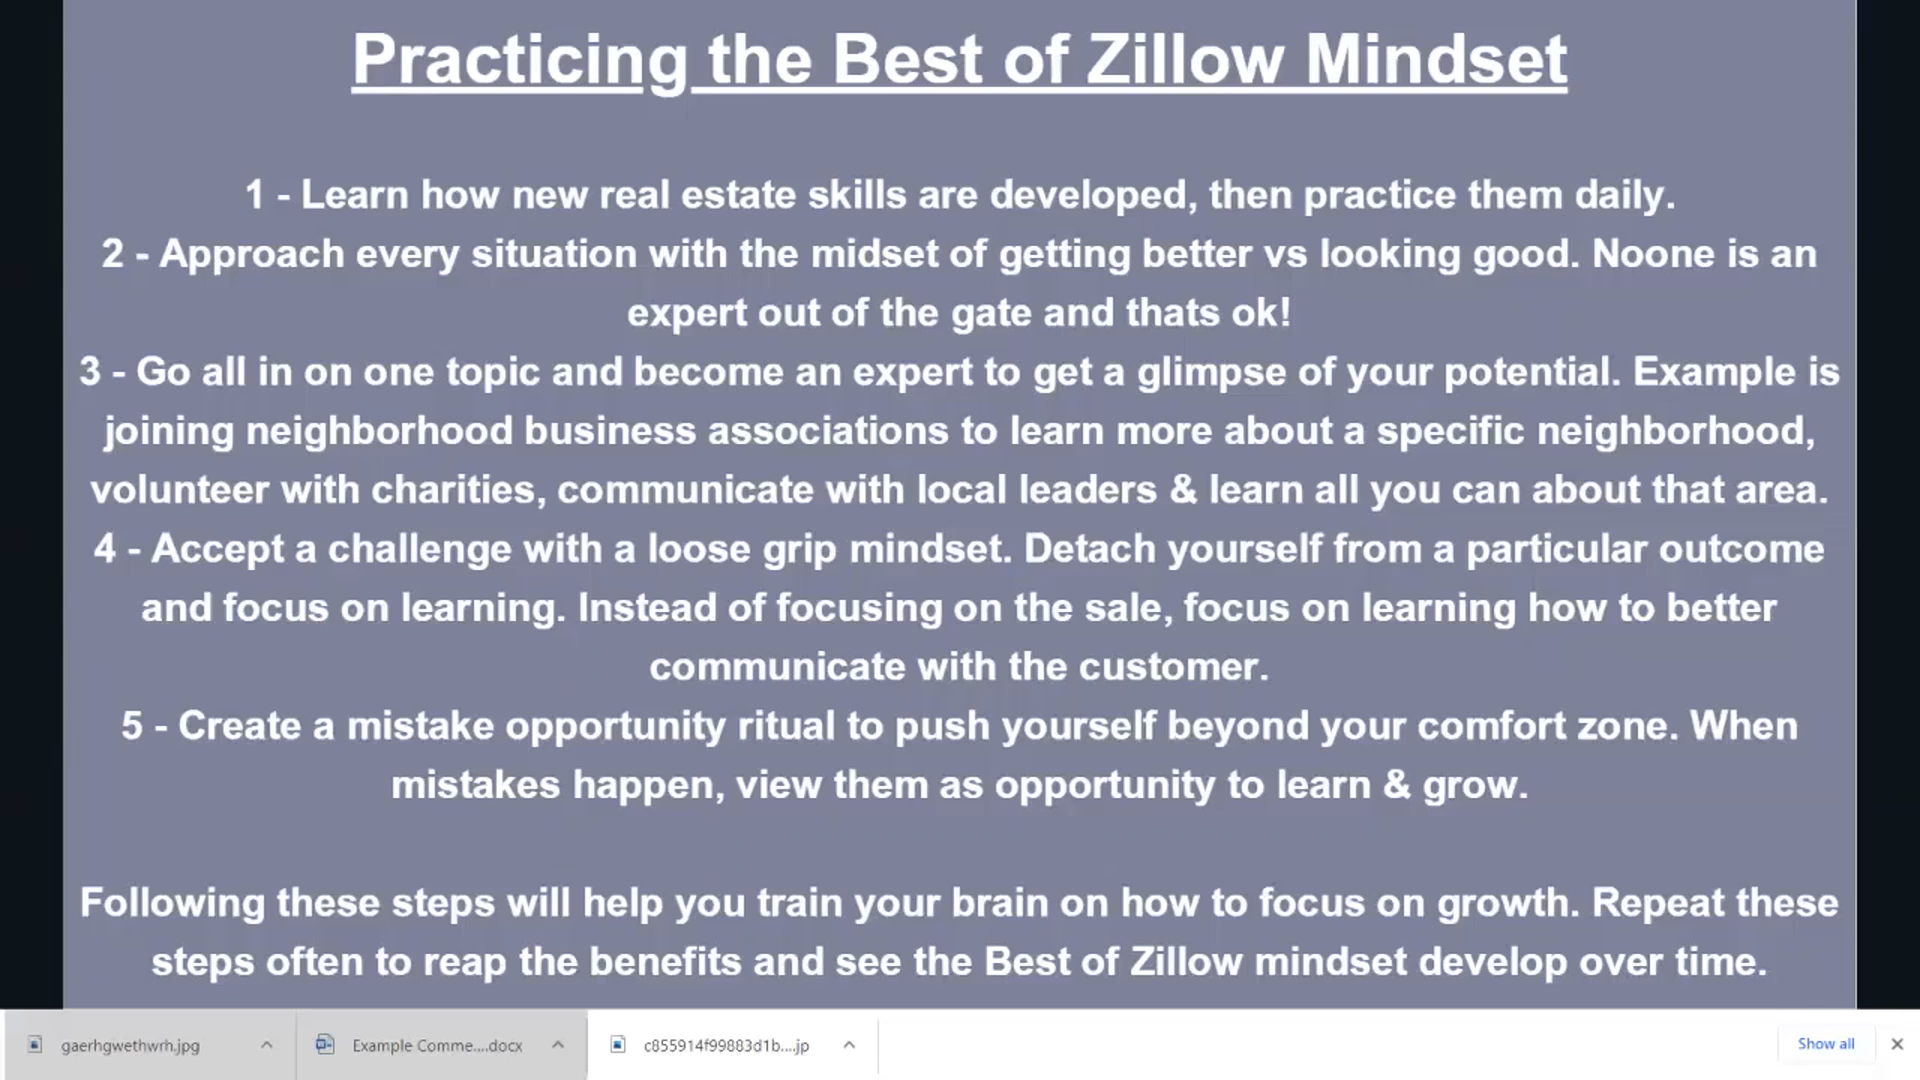 Practicing the Best of Zillow Mindset
1 - Learn how new real estate skills are developed, then practice them daily.
2 - Approach every situation with the midset of getting better vs looking good. Noone is an
expert out of the gate and thats ok!
3 - Go all in on one topic and become an expert to get a glimpse of your potential. Example is
joining neighborhood business associations to learn more about a specific neighborhood,
volunteer with charities, communicate with local leaders & learn all you can about that area.
4 - Accept a challenge with a loose grip mindset. Detach yourself from a particular outcome
and focus on learning. Instead of focusing on the sale, focus on learning how to better
communicate with the customer.
5 - Create a mistake opportunity ritual to push yourself beyond your comfort zone. When
mistakes happen, view them as opportunity to learn & grow.
Following these steps will help you train your brain on how to focus on growth. Repeat these
steps often to reap the benefits and see the Best of Zillow mindset develop over time.
gaerhgwethwrh.jpg Example Comme....docx c855914f99883d1b....jp Show all